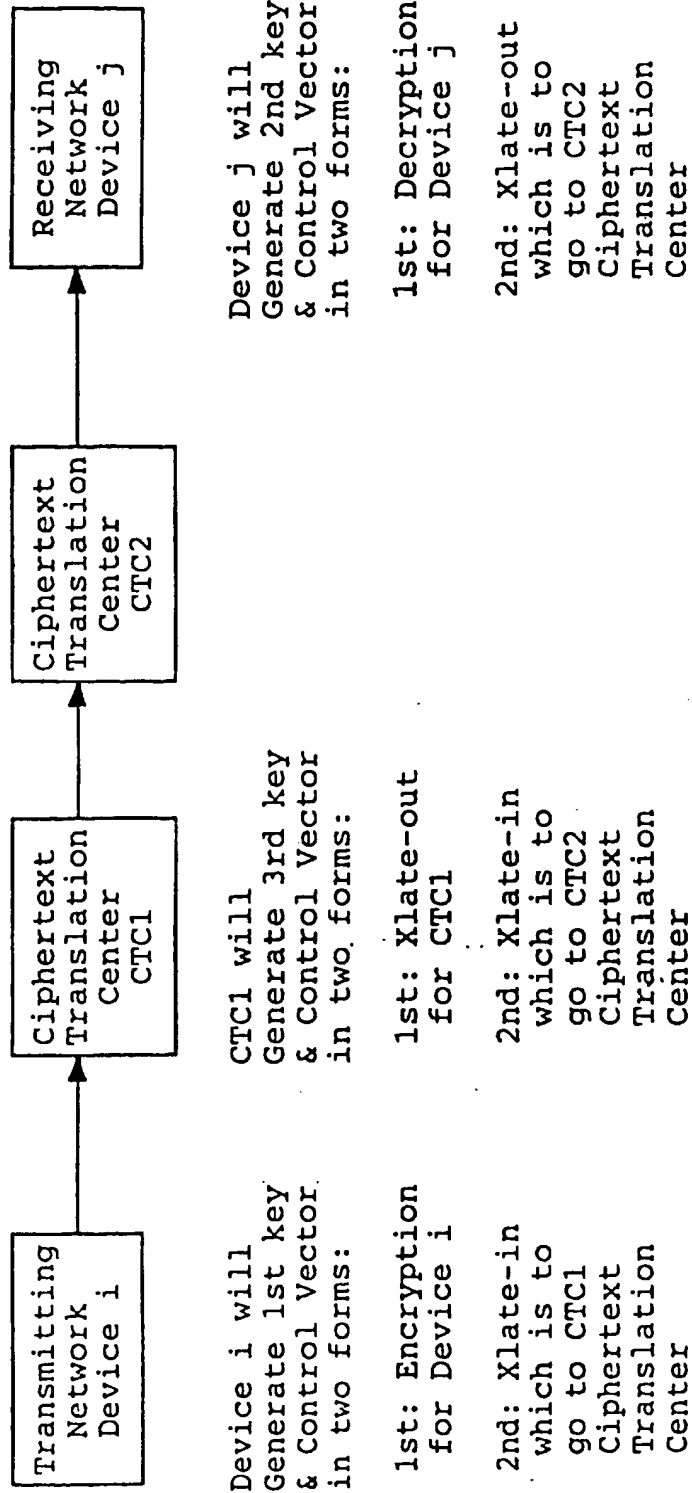 Transmitting
Network
Device i
Ciphertext
Translation
Center
CTC1
Ciphertext
Translation
Center
CTC2
Receiving
Network
Device j
Device i will
Generate 1st key
& Control Vector
in two forms:
1st: Encryption
for Device i
2nd: Xlate-in
which is to
go to CTC1
Ciphertext
Translation
Center
CTC1 will
Generate 3rd key
& Control Vector
in two forms:
1st: Xlate-out
for CTC1
2nd: Xlate-in
which is to
go to CTC2
Ciphertext
Translation
Center
Device j will
Generate 2nd key
& Control Vector
in two forms:
1st: Decryption
for Device j
2nd: Xlate-out
which is to
go to CTC2
Ciphertext
Translation
Center